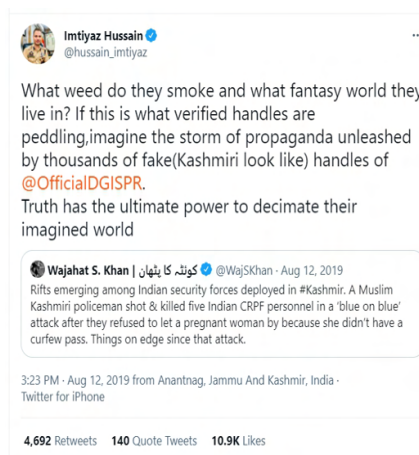 Imtiyaz Hussain
@hussain_imtiyaz
What weed do they smoke and what fantasy world they
live in? If this is what verified handles are
peddling,imagine the storm of propaganda unleashed
by thousands of fake(Kashmiri look like) handles of
@OfficialDGISPR.
Truth has the ultimate power to decimate their
imagined world
Wajahat S. Khan | کوئٹہ کا پٹھان @WajSKhan · Aug 12, 2019
Rifts emerging among Indian security forces deployed in #Kashmir. A Muslim
Kashmiri policeman shot & killed five Indian CRPF personnel in a ‘blue on blue’
attack after they refused to let a pregnant woman by because she didn’t have a
curfew pass. Things on edge since that attack.
3:23 PM · Aug 12, 2019 from Anantnag, Jammu And Kashmir, India ·
Twitter for iPhone
4,692 Retweets 140 Quote Tweets 10.9K Likes